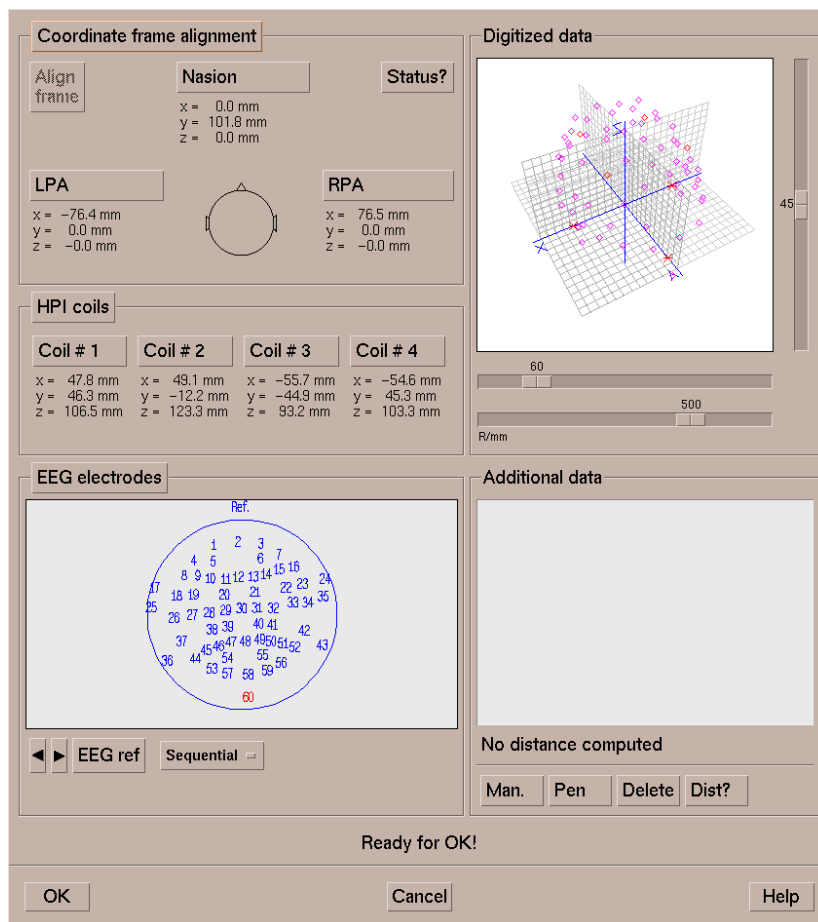 Coordinate frame alignment
Align
frame
Nasion
Status?
x = 0.0 mm
y = 101.8 mm
z = 0.0 mm
LPA
RPA
x = −76.4 mm
y = 0.0 mm
z = −0.0 mm
x = 76.5 mm
y = 0.0 mm
z = −0.0 mm
HPI coils
Coil # 1
Coil # 2
Coil # 3
Coil # 4
x = 47.8 mm
y = 46.3 mm
z = 106.5 mm
x = 49.1 mm
y = −12.2 mm
z = 123.3 mm
x = −55.7 mm
y = −44.9 mm
z = 93.2 mm
x = −54.6 mm
y = 45.3 mm
z = 103.3 mm
Digitized data
X
45
60
500
R/mm
EEG electrodes
Ref.
1 2 3
4 5 6 7
8 9 10 11 12 13 14 15 16
17 18 19 20 21 22 23 24
25 26 27 28 29 30 31 32 33 34 35
36 37 38 39 40 41 42 43
44 45 46 47 48 49 50 51 52
53 54 55 56
57 58 59
60
EEG ref
Sequential
Additional data
No distance computed
Man.
Pen
Delete
Dist?
Ready for OK!
OK
Cancel
Help